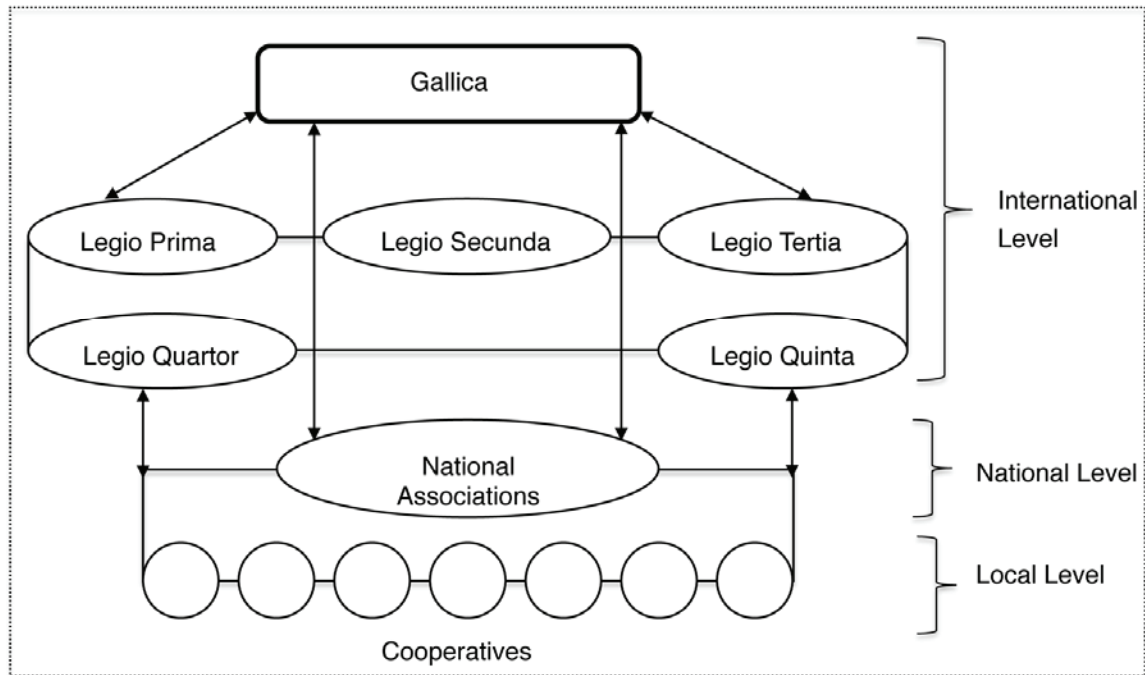 Gallica
Legio Prima
Legio Secunda
Legio Tertia
International
Level
Legio Quartor
Legio Quinta
National
Associations
National Level
Local Level
Cooperatives